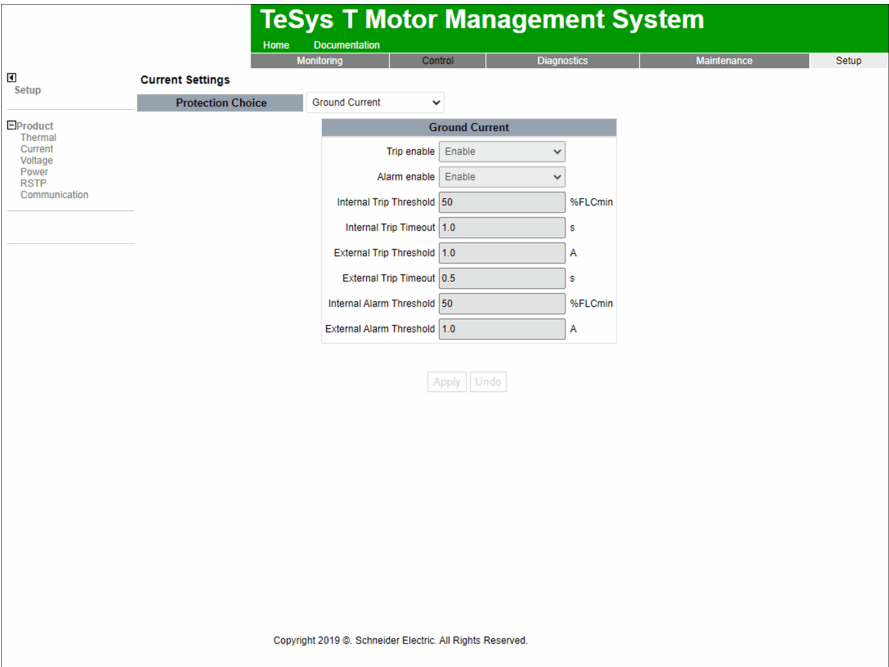 TeSys T Motor Management System
Home Documentation
Monitoring Control Diagnostics Maintenance Setup
Setup
Product
Thermal
Current
Voltage
Power
RSTP
Communication
Current Settings
Protection Choice Ground Current
Ground Current
Trip enable Enable
Alarm enable Enable
Internal Trip Threshold 50 %FLCmin
Internal Trip Timeout 1.0 s
External Trip Threshold 1.0 A
External Trip Timeout 0.5 s
Internal Alarm Threshold 50 %FLCmin
External Alarm Threshold 1.0 A
Apply Undo
Copyright 2019 ©. Schneider Electric. All Rights Reserved.